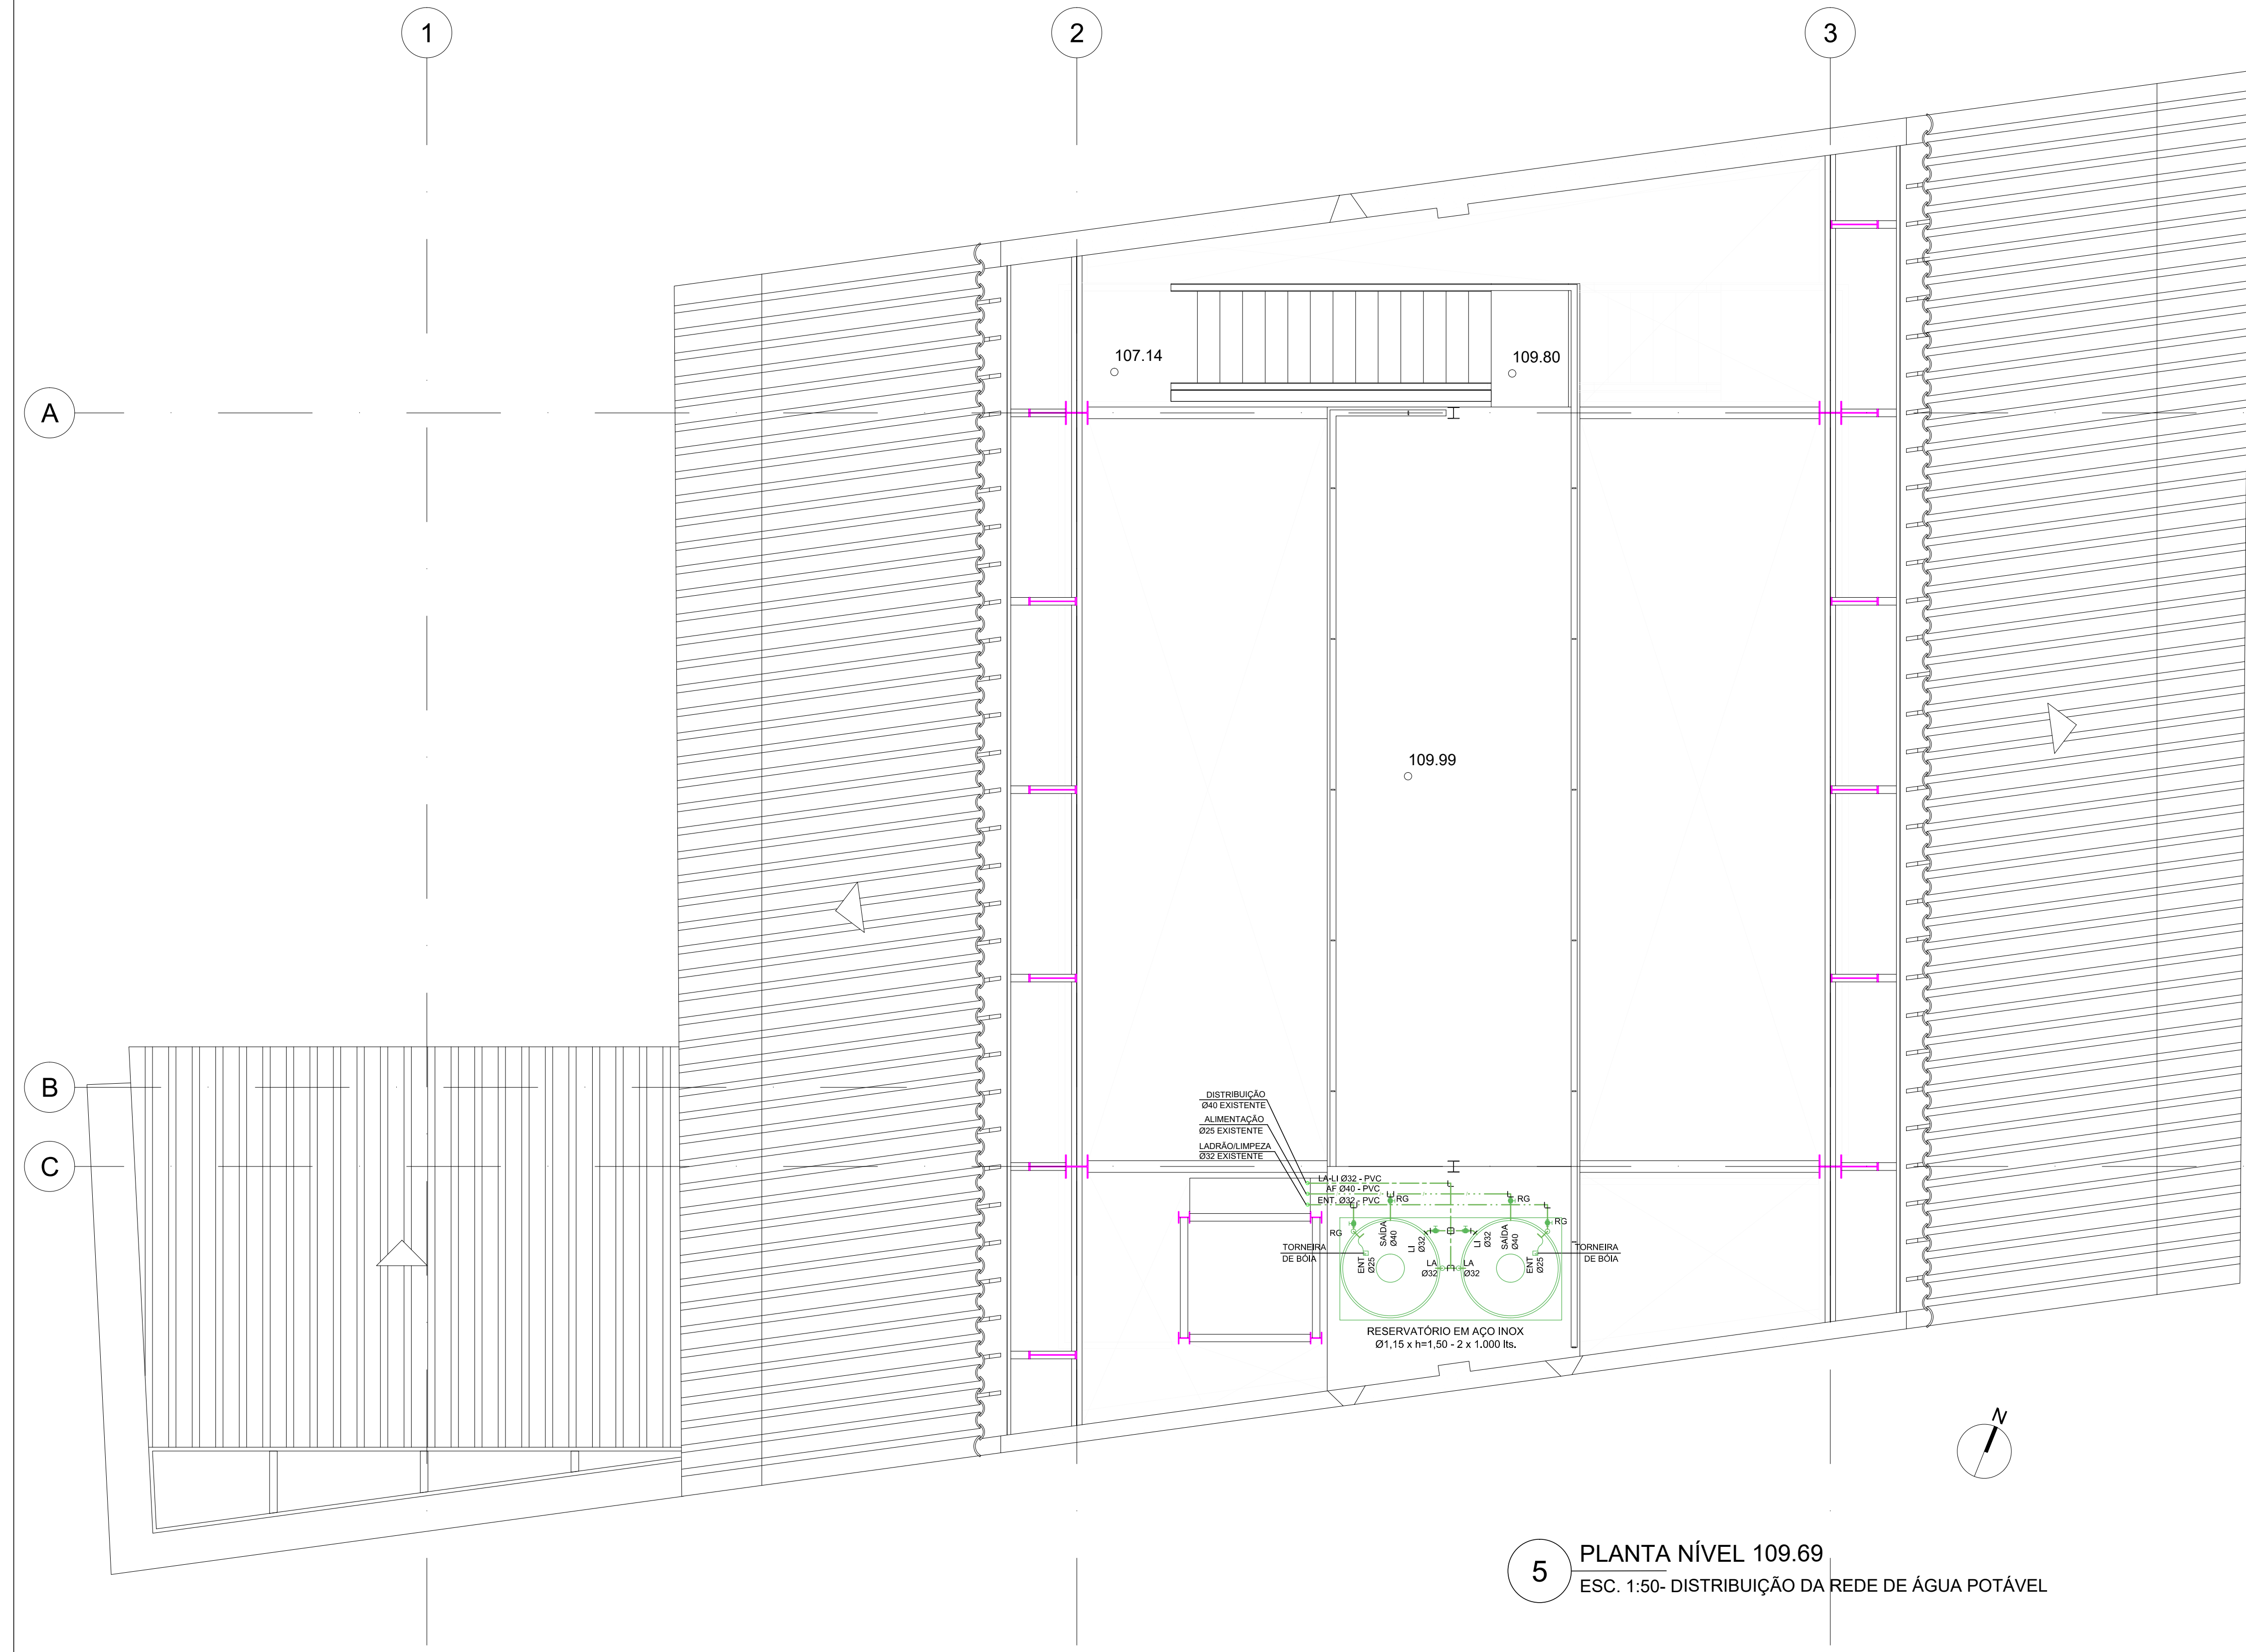 1
2
3
A
107.14
109.80
109.99
B
C
DISTRIBUIÇÃO
Ø40 EXISTENTE
ALIMENTAÇÃO
Ø25 EXISTENTE
LADRÃO/LIMPEZA
Ø32 EXISTENTE
LA-LI Ø32 - PVC
AF Ø40 - PVC
ENT. Ø32 - PVC
RG
RG
RG
RG
SAÍDA
Ø40
LI
Ø32
LI
Ø32
SAÍDA
Ø40
TORNEIRA
DE BÓIA
ENT
Ø25
LA
Ø32
LA
Ø32
ENT
Ø25
TORNEIRA
DE BÓIA
RESERVATÓRIO EM AÇO INOX
Ø1,15 x h=1,50 - 2 x 1.000 lts.
N
5
PLANTA NÍVEL 109.69
ESC. 1:50- DISTRIBUIÇÃO DA REDE DE ÁGUA POTÁVEL